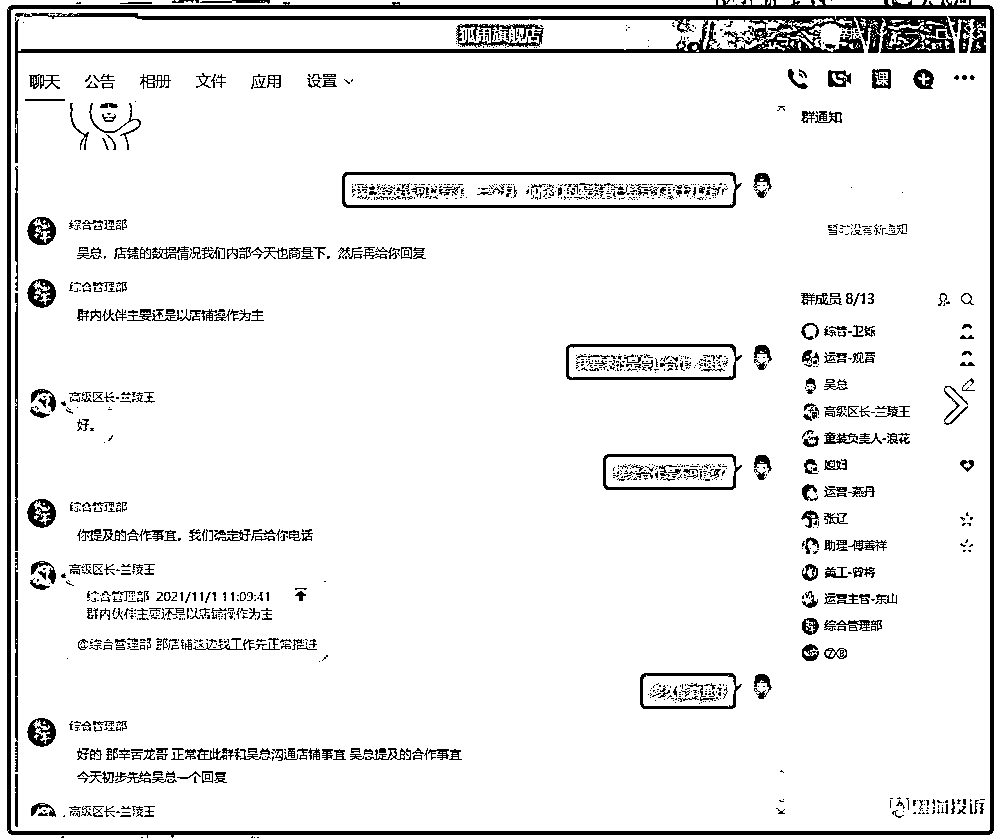 旗舰店
聊天 公告 相册 文件 应用 设置
群通知
综合管理部
吴总，店铺的数据情况我们内部今天也商量下，然后再给你回复
暂时没有新通知
综合管理部
群内伙伴主要还是以店铺操作为主
群成员 8/13
高级区长-兰陵王
好。
综合管理部
你提及的合作事宜，我们确定好后给你电话
高级区长-兰陵王
综合管理部 2021/11/1 11:09:41
群内伙伴主要还是以店铺操作为主
@综合管理部 那店铺这边我工作先正常推进
综合管理部
好的 那辛苦龙哥 正常在此群和吴总沟通店铺事宜 吴总提及的合作事宜
今天初步先给吴总一个回复
高级区长-兰陵王
综管-卫铄
运营-观音
吴总
高级区长-兰陵王
童装负责人-浪花
媳妇
运营-燕丹
张辽
助理-傅善祥
美工-曾将
运营主管-东山
综合管理部
⑦⑧
黑猫投诉